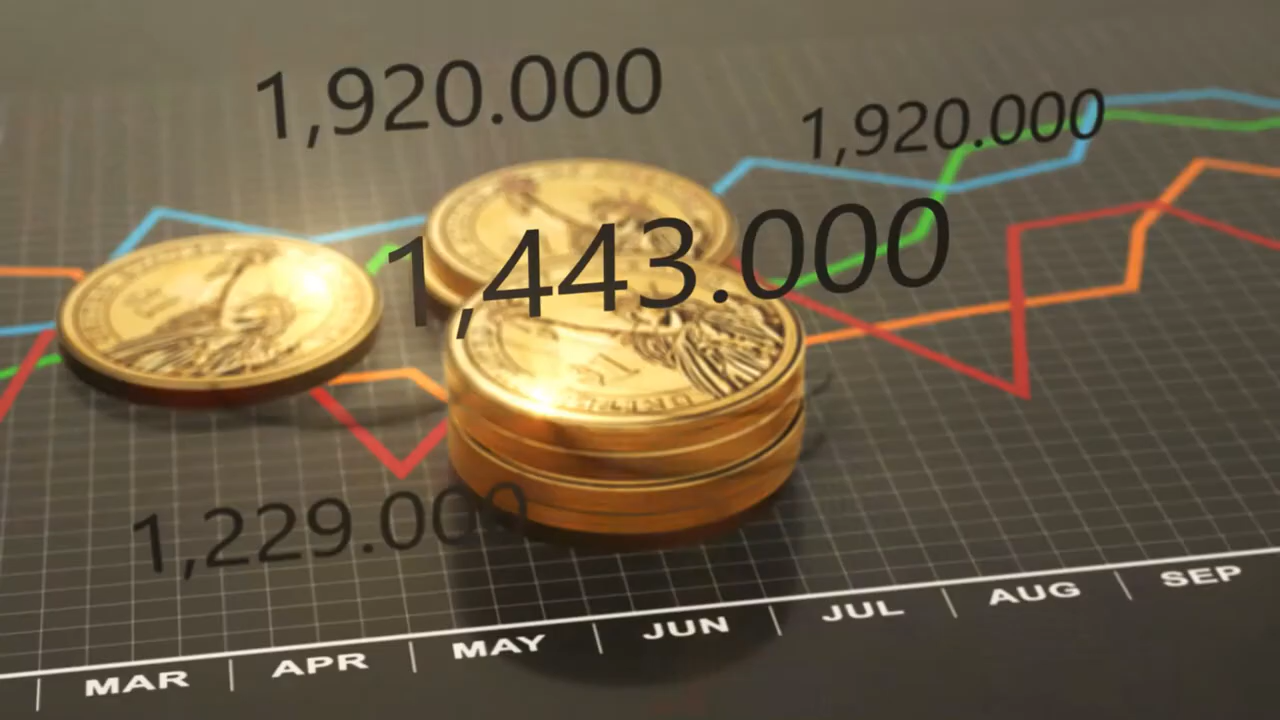 1,920.000
1,920.000
1,443.000
1,229.000
MAR | APR | MAY | JUN | JUL | AUG | SEP